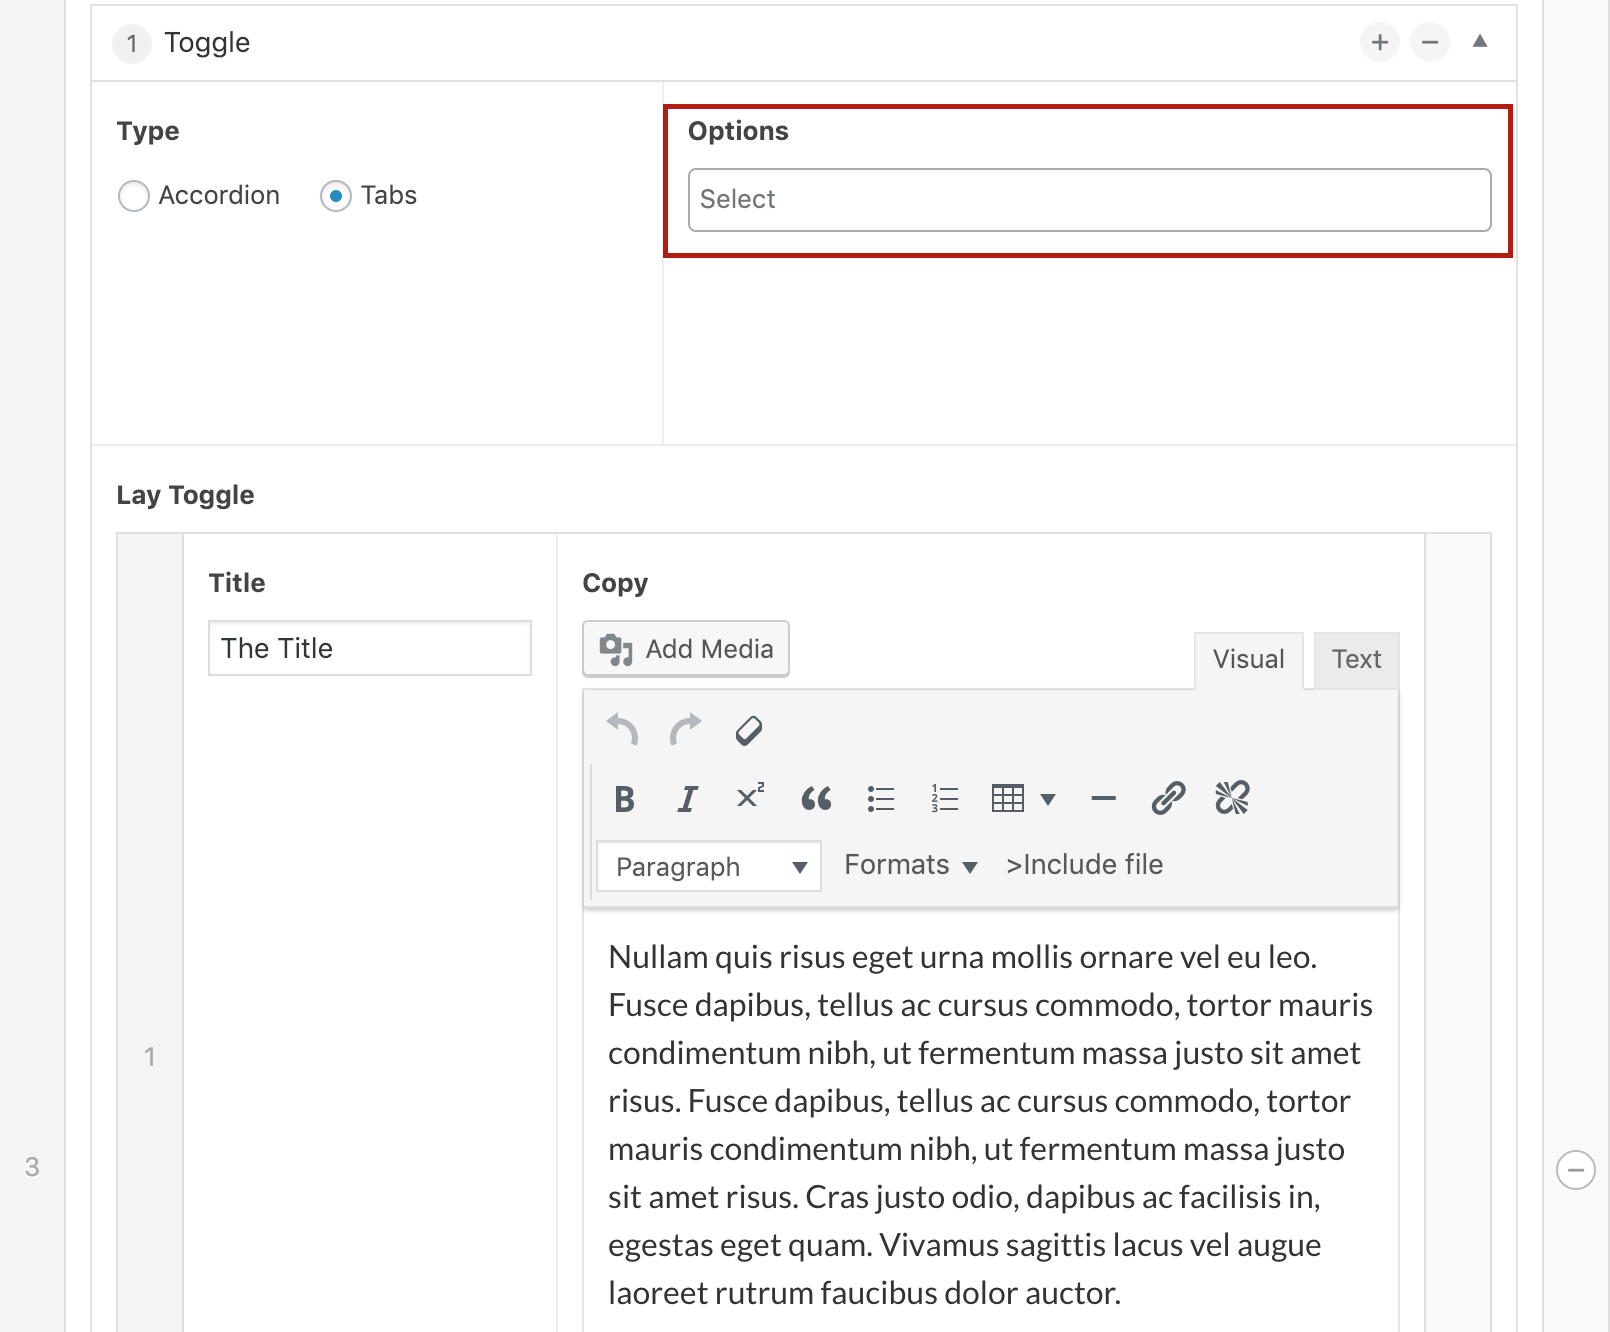 1 Toggle
Type
Options
Accordion Tabs
Select
Lay Toggle
Title
Copy
The Title
Add Media
Visual Text
B I X²
Paragraph Formats >Include file
Nullam quis risus eget urna mollis ornare vel eu leo.
Fusce dapibus, tellus ac cursus commodo, tortor mauris
condimentum nibh, ut fermentum massa justo sit amet
risus. Fusce dapibus, tellus ac cursus commodo, tortor
mauris condimentum nibh, ut fermentum massa justo
sit amet risus. Cras justo odio, dapibus ac facilisis in,
egestas eget quam. Vivamus sagittis lacus vel augue
laoreet rutrum faucibus dolor auctor.
1
3